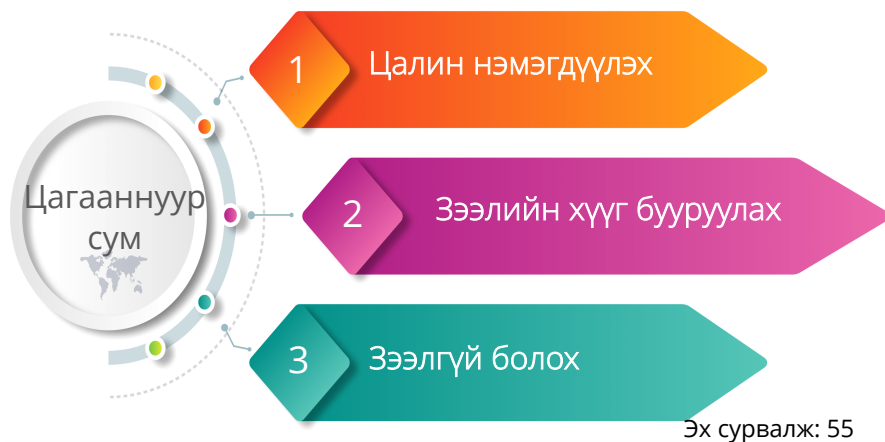 Цагааннуур
сум
1
Цалин нэмэгдүүлэх
2
Зээлийн хүүг бууруулах
3
Зээлгүй болох
Эх сурвалж: 55